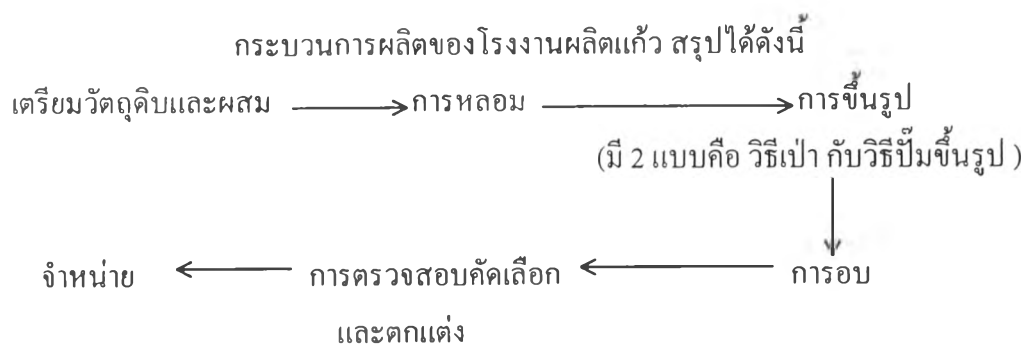 กระบวนการผลิตของโรงงานผลิตแก้ว สรุปได้ดังนี้
เตรียมวัตถุดิบและผสม การหลอม การขึ้นรูป
(มี 2 แบบคือ วิธีเป่า กับวิธีปั๊มขึ้นรูป )
จำหน่าย การตรวจสอบคัดเลือก การอบ
และตกแต่ง